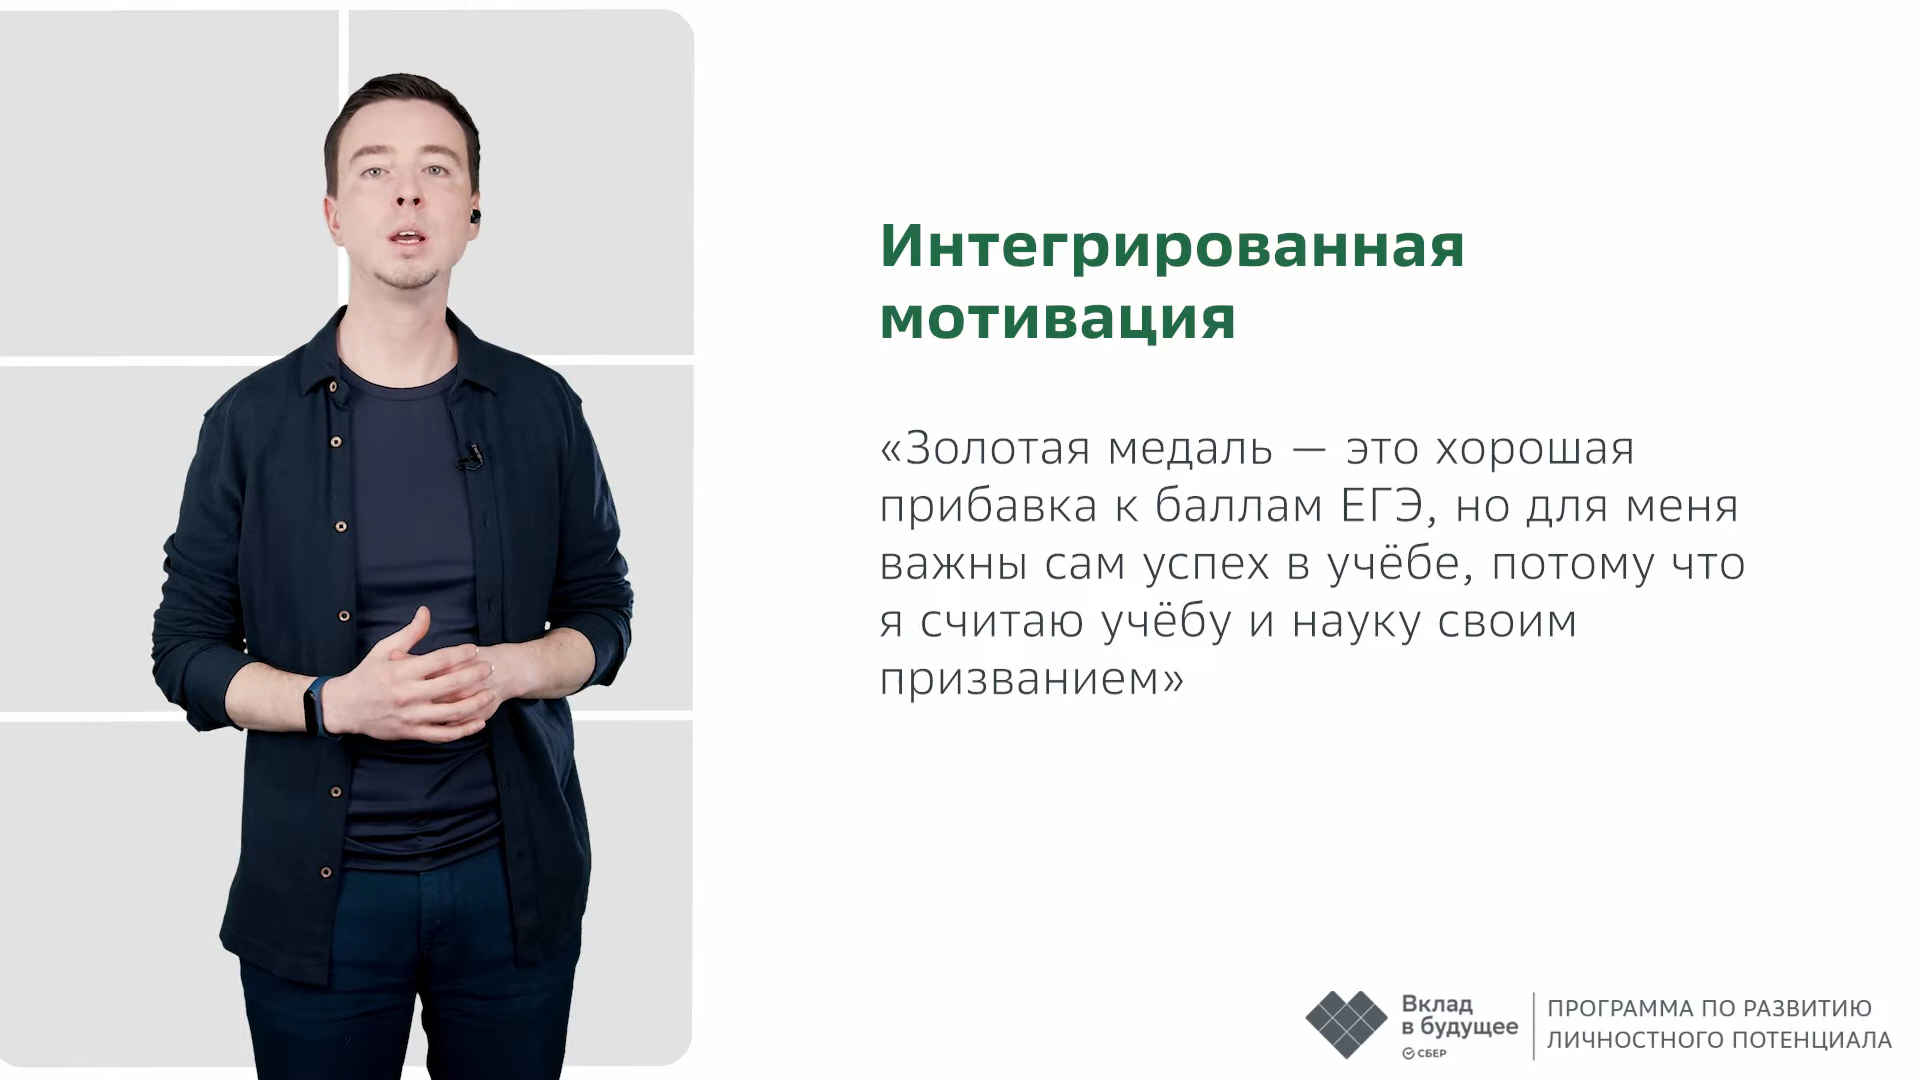 Интегрированная
мотивация
«Золотая медаль — это хорошая
прибавка к баллам ЕГЭ, но для меня
важны сам успех в учёбе, потому что
я считаю учёбу и науку своим
призванием»
Вклад
в будущее
СБЕР
ПРОГРАММА ПО РАЗВИТИЮ
ЛИЧНОСТНОГО ПОТЕНЦИАЛА